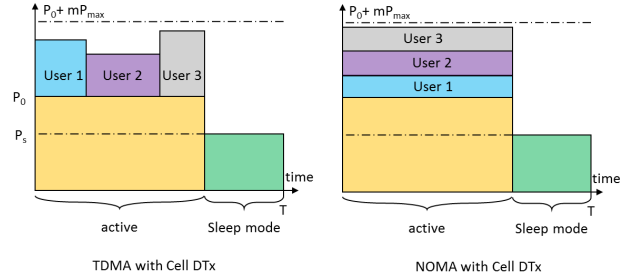 P₀+ mPₘₐₓ
User 1
User 2
User 3
P₀
Pₛ
time
T
active
Sleep mode
TDMA with Cell DTx
P₀+ mPₘₐₓ
User 3
User 2
User 1
time
T
active
Sleep mode
NOMA with Cell DTx